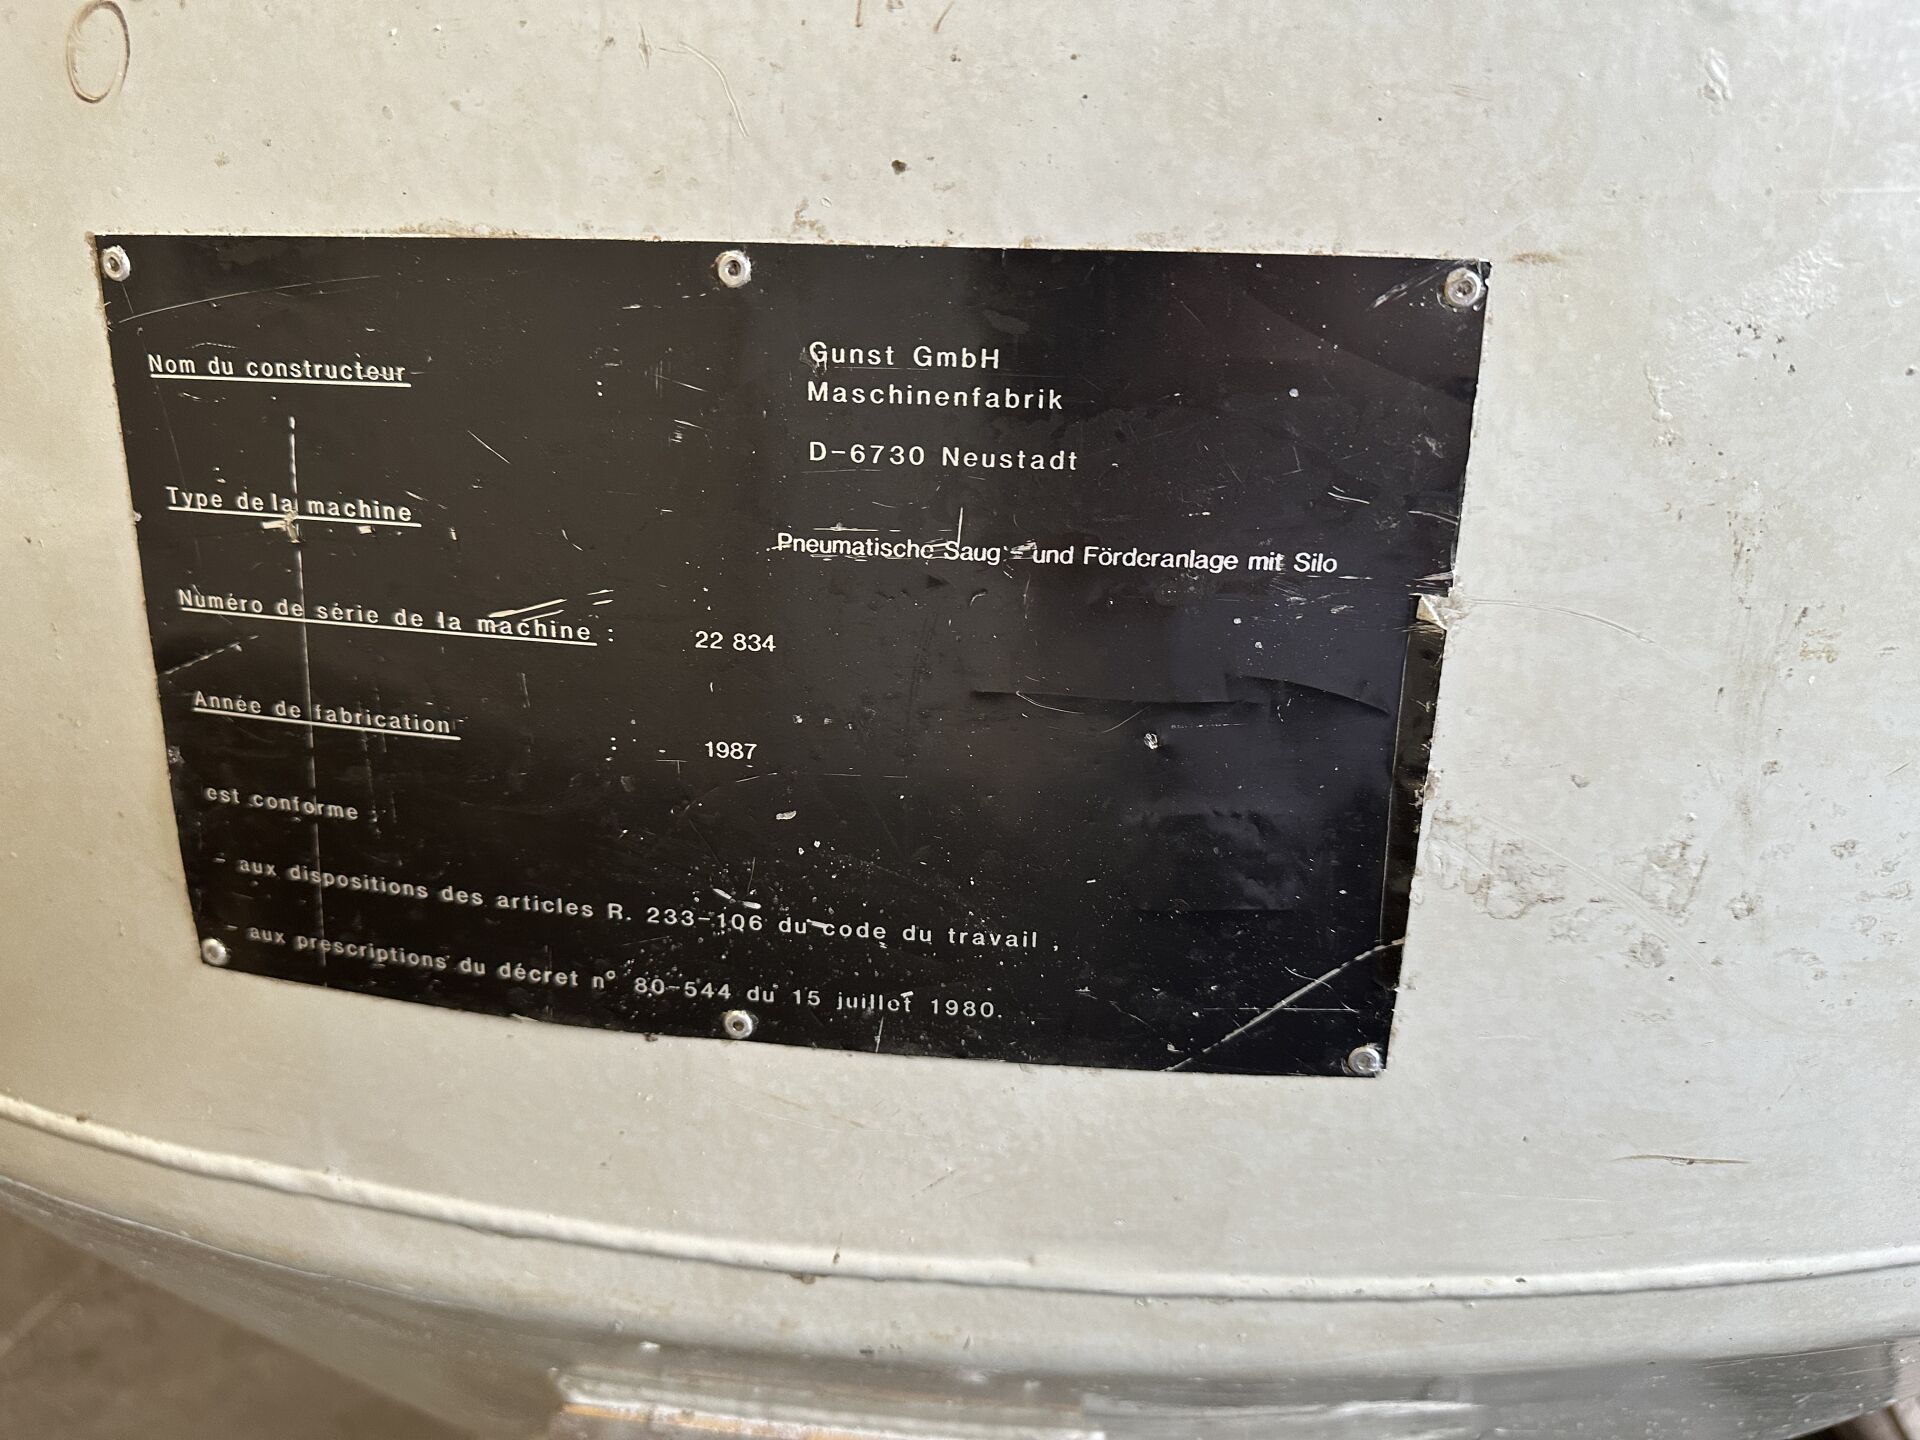 Nom du constructeur :
Gunst GmbH
Maschinenfabrik
D-6730 Neustadt
Type de la machine
Pneumatische Saug- und Förderanlage mit Silo
Numéro de série de la machine : 22 834
Année de fabrication : 1987
est conforme :
- aux dispositions des articles R. 233-106 du code du travail ,
- aux prescriptions du décret n° 80-544 du 15 juillet 1980.